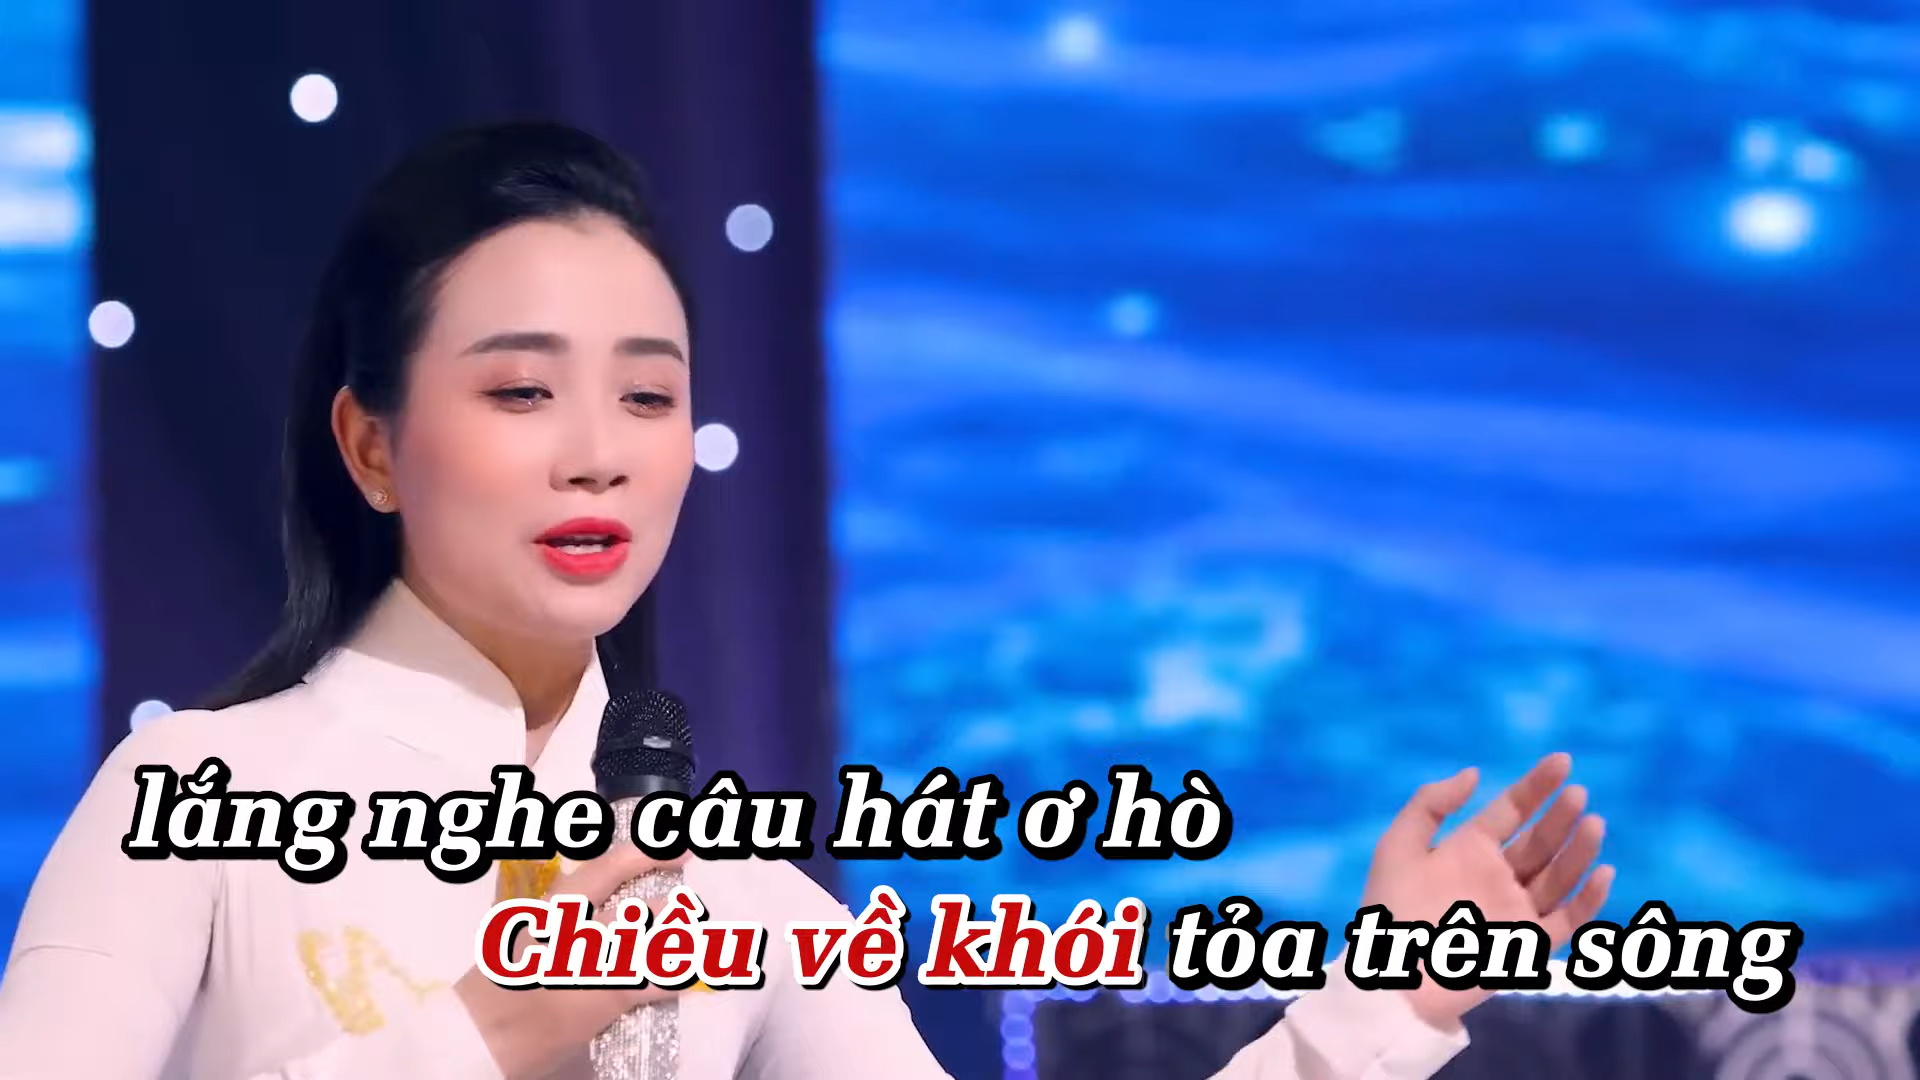 lắng nghe câu hát ơ hò
Chiều về khói tỏa trên sông